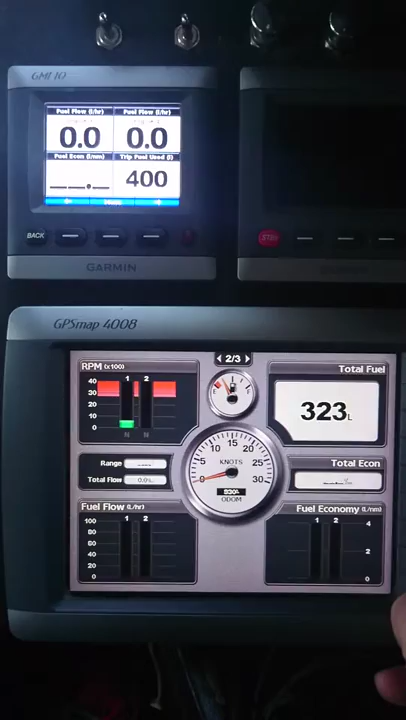 GMI 10
Fuel Flow (l/hr) Fuel Flow (l/hr)
0.0 0.0
Fuel Econ (l/nm) Trip Fuel Used (l)
400
BACK
STBY
GARMIN
GPSmap 4008
2/3
RPM (x100)
1 2
40
30
20
10
0
N N
E F
Total Fuel
323L
Range
Total Flow 0.0
Total Econ
0 5 10 15 20 25 30
KNOTS
ODOM
Fuel Flow (L/hr)
1 2
100
80
60
40
20
0
Fuel Economy (L/nm)
1 2
4
2
0